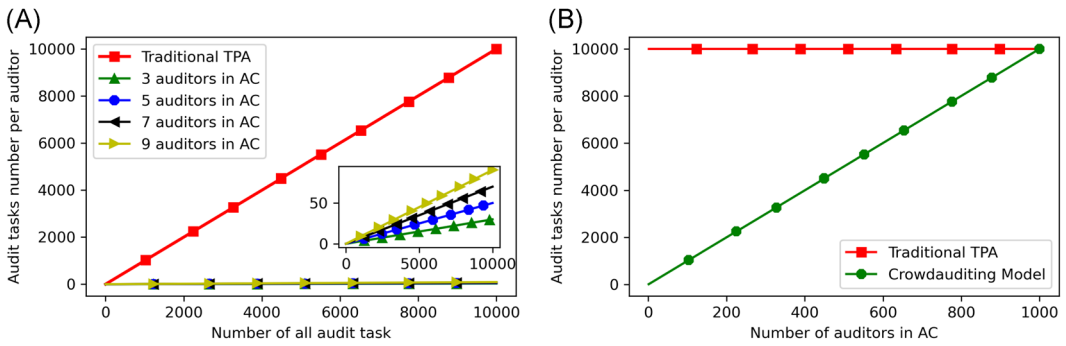 (A)
Audit tasks number per auditor
10000
8000
6000
4000
2000
0
Traditional TPA
3 auditors in AC
5 auditors in AC
7 auditors in AC
9 auditors in AC
50
0
0
5000
10000
0
2000
4000
6000
8000
10000
Number of all audit task
(B)
Audit tasks number per auditor
10000
8000
6000
4000
2000
0
Traditional TPA
Crowdauditing Model
0
200
400
600
800
1000
Number of auditors in AC